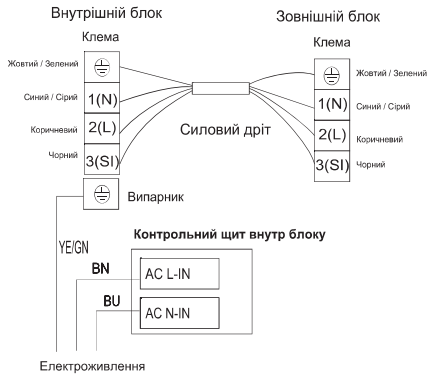 Внутрішній блок
Зовнішній блок
Клема
Клема
Жовтий / Зелений
Жовтий / Зелений
Синий / Сірий
1(N)
1(N)
Синий / Сірий
Коричневий
2(L)
2(L)
Коричневий
Силовий дріт
Чорний
3(SI)
3(SI)
Чорний
Випарник
YE/GN
Контрольний щит внутр блоку
BN
AC L-IN
BU
AC N-IN
Електроживлення